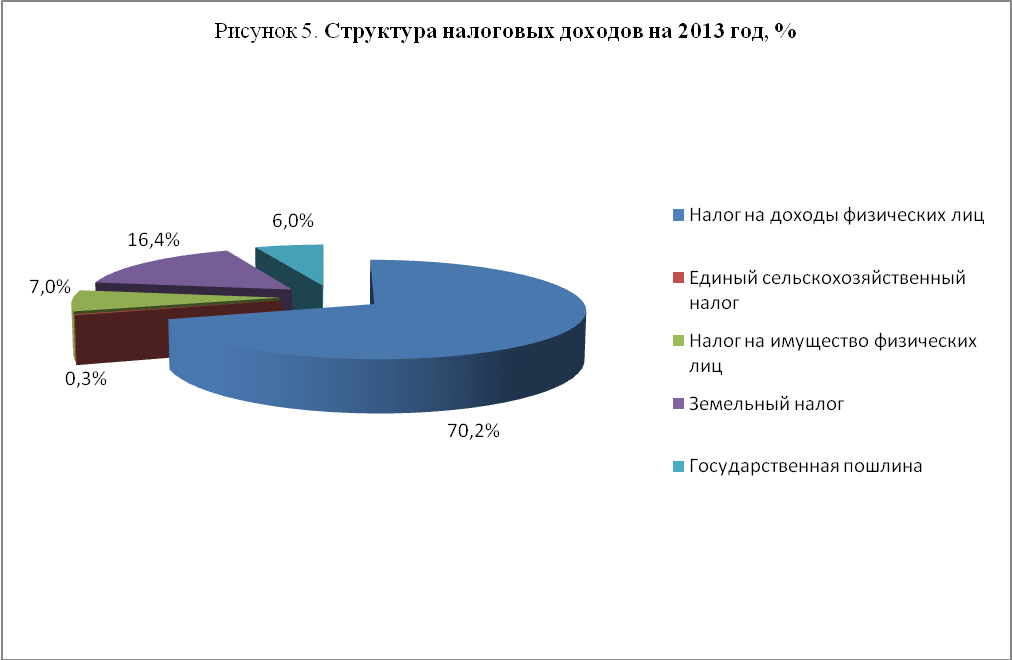 Рисунок 5. Структура налоговых доходов на 2013 год, %
6,0%
16,4%
7,0%
0,3%
70,2%
Налог на доходы физических лиц
Единый сельскохозяйственный
налог
Налог на имущество физических
лиц
Земельный налог
Государственная пошлина